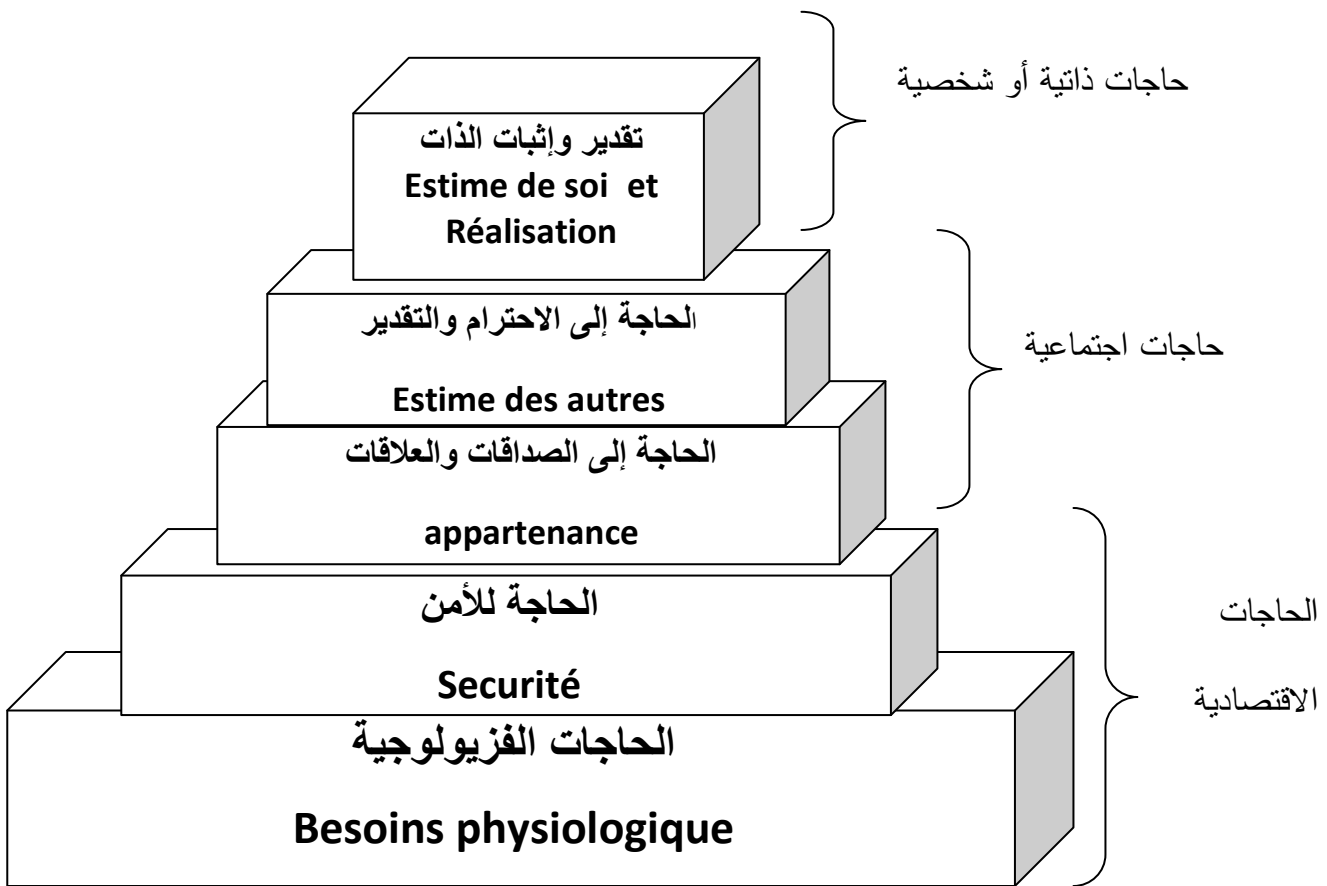 حاجات ذاتية أو شخصية
تقدير وإثبات الذات
Estime de soi et
Réalisation
الحاجة إلى الاحترام والتقدير
Estime des autres
حاجات اجتماعية
الحاجة إلى الصداقات والعلاقات
appartenance
الحاجة للأمن
Securité
الحاجات
الاقتصادية
الحاجات الفزيولوجية
Besoins physiologique